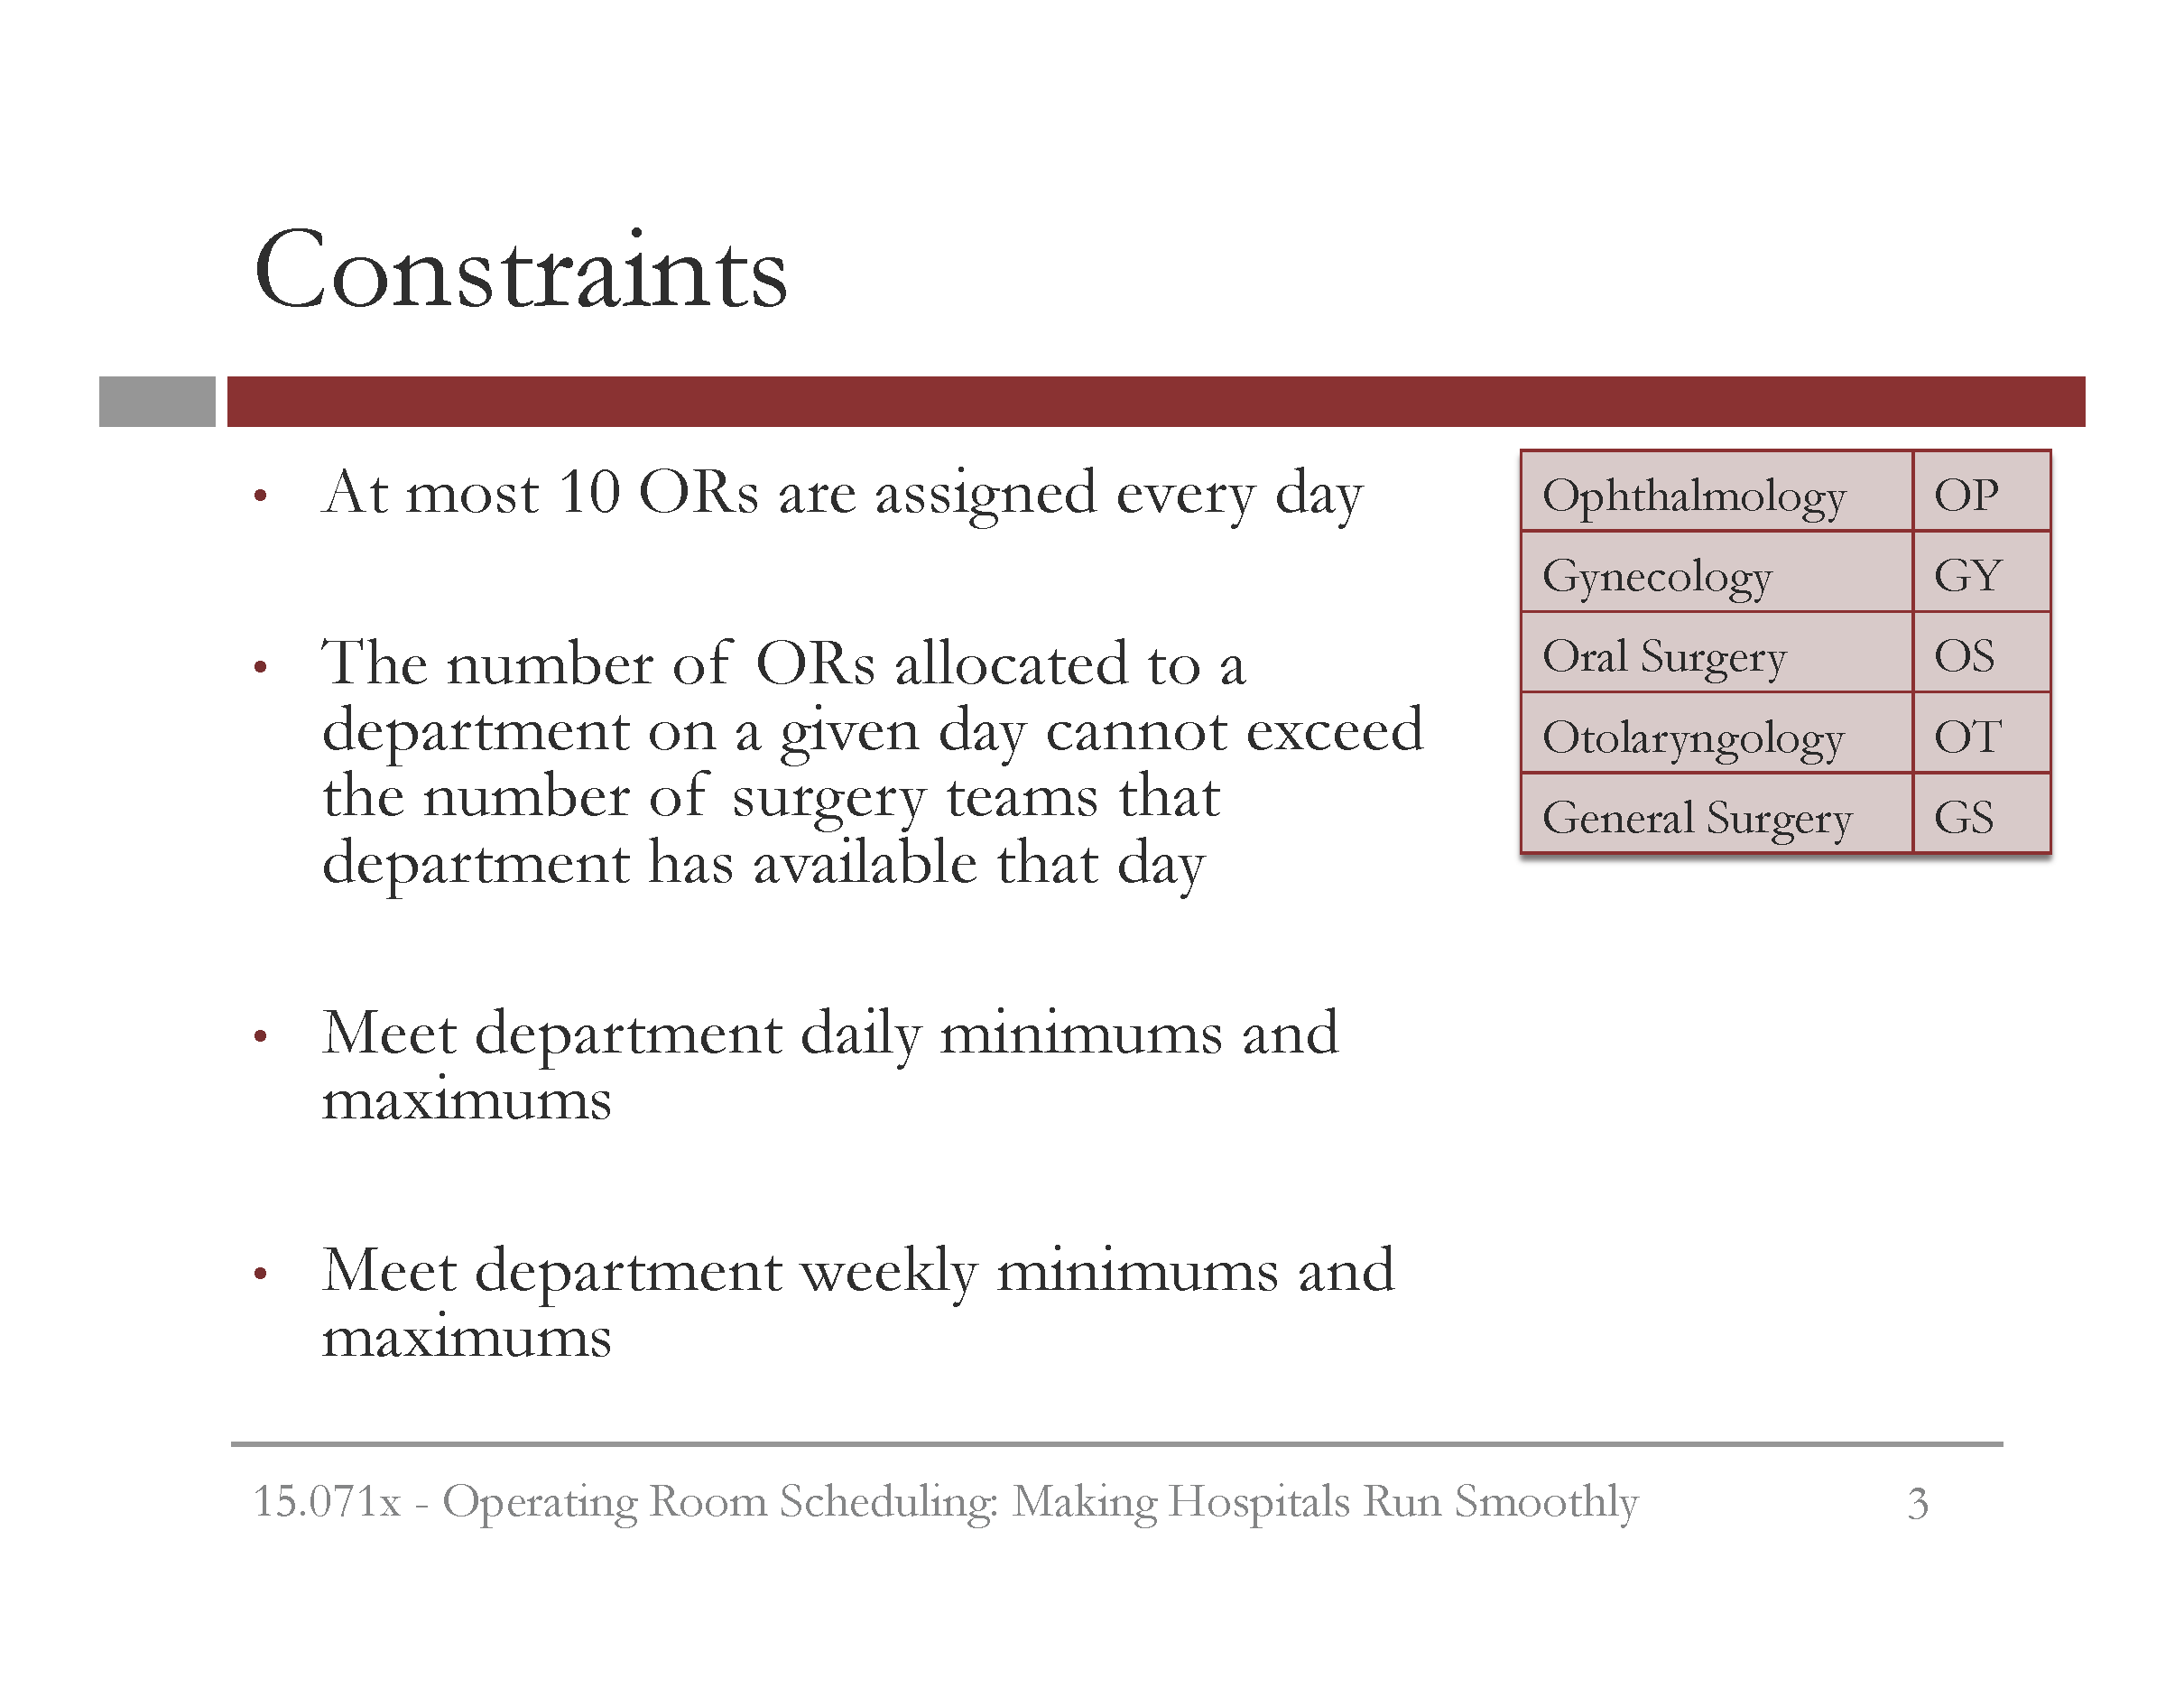 Constraints
• At most 10 ORs are assigned every day
• The number of ORs allocated to a
department on a given day cannot exceed
the number of surgery teams that
department has available that day
• Meet department daily minimums and
maximums
• Meet department weekly minimums and
maximums
Ophthalmology OP
Gynecology GY
Oral Surgery OS
Otolaryngology OT
General Surgery GS
15.071x - Operating Room Scheduling: Making Hospitals Run Smoothly 3